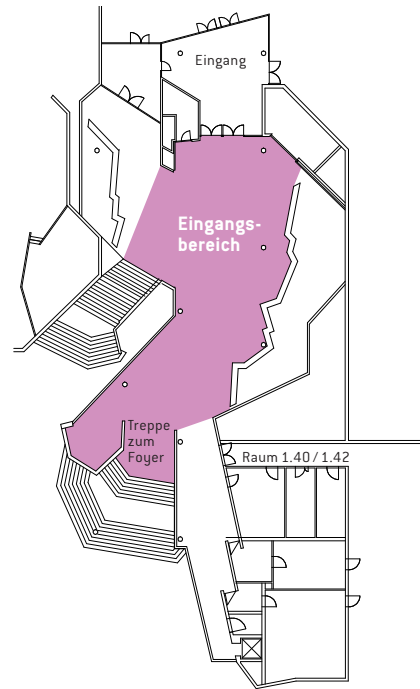 Eingang
Eingangs-
bereich
Treppe
zum
Foyer
Raum 1.40 / 1.42